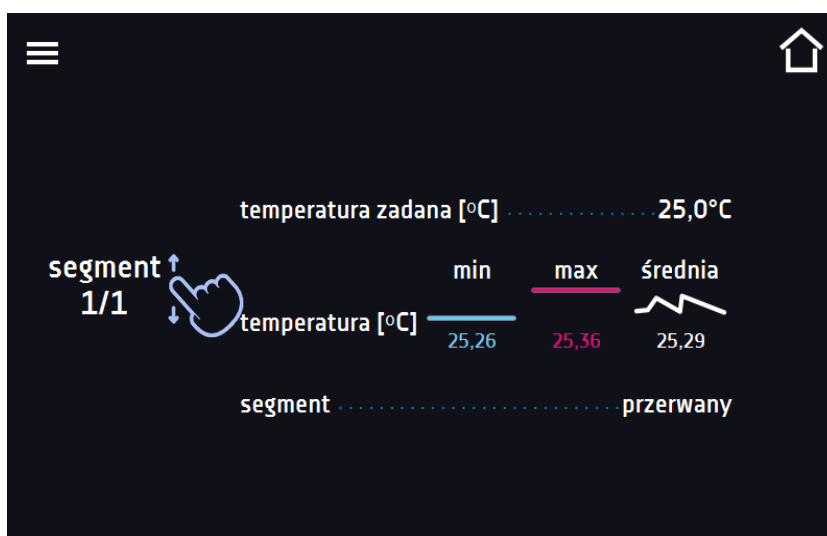 temperatura zadana [°C] ............... 25,0°C
segment
1/1
min max średnia
temperatura [°C]
25,26 25,36 25,29
segment ............................ przerwany